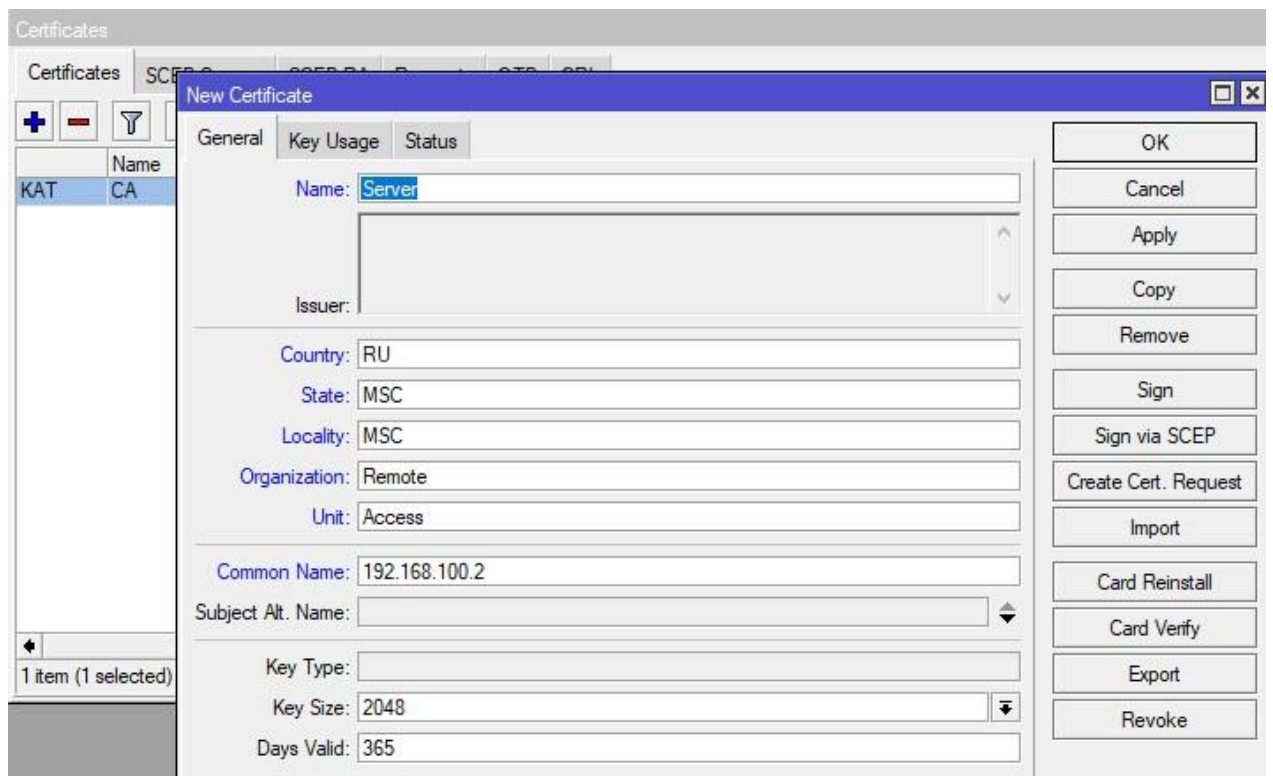 Certificates
Certificates
New Certificate
General Key Usage Status
Name
KAT CA
1 item (1 selected)
Name: Server
Issuer:
Country: RU
State: MSC
Locality: MSC
Organization: Remote
Unit: Access
Common Name: 192.168.100.2
Subject Alt. Name:
Key Type:
Key Size: 2048
Days Valid: 365
OK
Cancel
Apply
Copy
Remove
Sign
Sign via SCEP
Create Cert. Request
Import
Card Reinstall
Card Verify
Export
Revoke